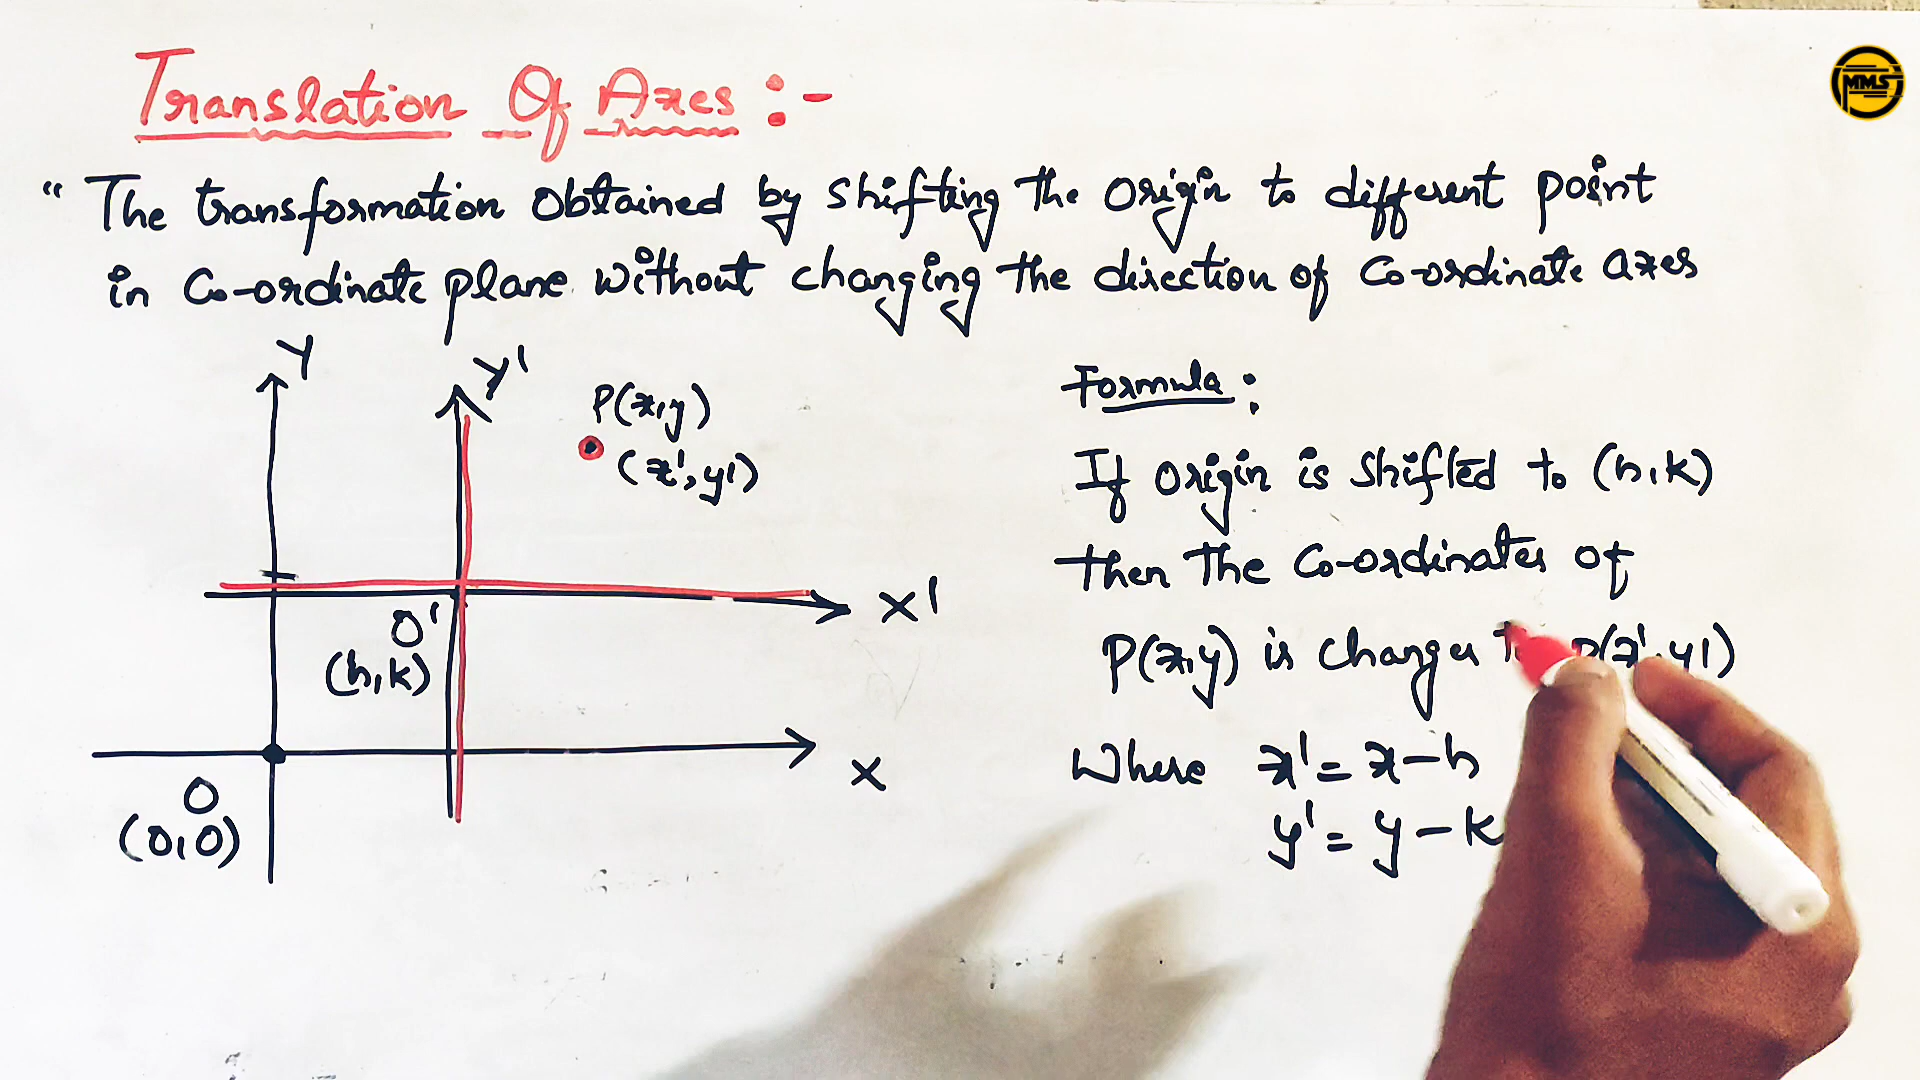 Translation Of Axes :-
MMS
" The transformation obtained by shifting the origin to different point
in Co-ordinate plane without changing the direction of Co-ordinate axes
Y
Y'
P(x,y)
(x',y')
X'
O'
(h,k)
X
O
(0,0)
Formula :
If origin is shifted to (h,k)
then the Co-ordinates of
P(x,y) is changes P(x',y')
Where x' = x-h
y' = y-k